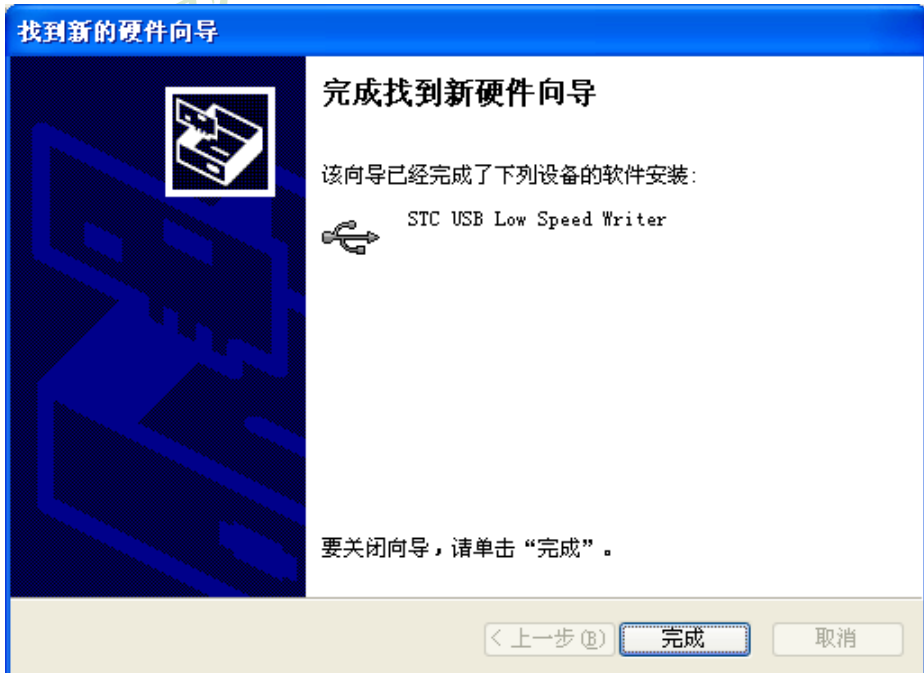 找到新的硬件向导
完成找到新硬件向导
该向导已经完成了下列设备的软件安装:
STC USB Low Speed Writer
要关闭向导，请单击“完成”。
< 上一步(B)
完成
取消